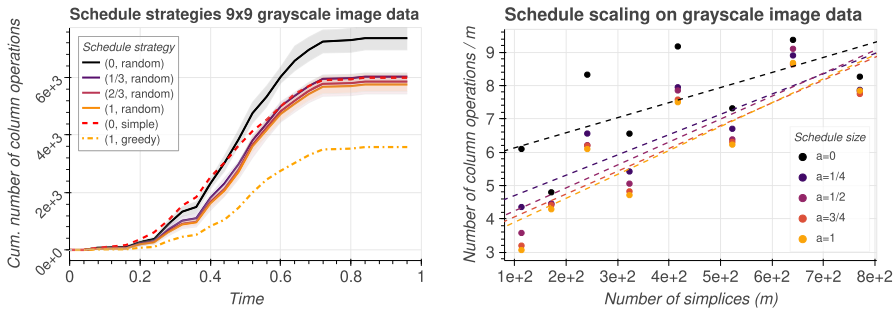 Schedule strategies 9x9 grayscale image data
Cum. number of column operations
6e+3
4e+3
2e+3
0e+0
Schedule strategy
(0, random)
(1/3, random)
(2/3, random)
(1, random)
(0, simple)
(1, greedy)
0
0.2
0.4
0.6
0.8
1
Time
Schedule scaling on grayscale image data
Number of column operations / m
9
8
7
6
5
4
3
Schedule size
a=0
a=1/4
a=1/2
a=3/4
a=1
1e+2
2e+2
3e+2
4e+2
5e+2
6e+2
7e+2
8e+2
Number of simplices (m)